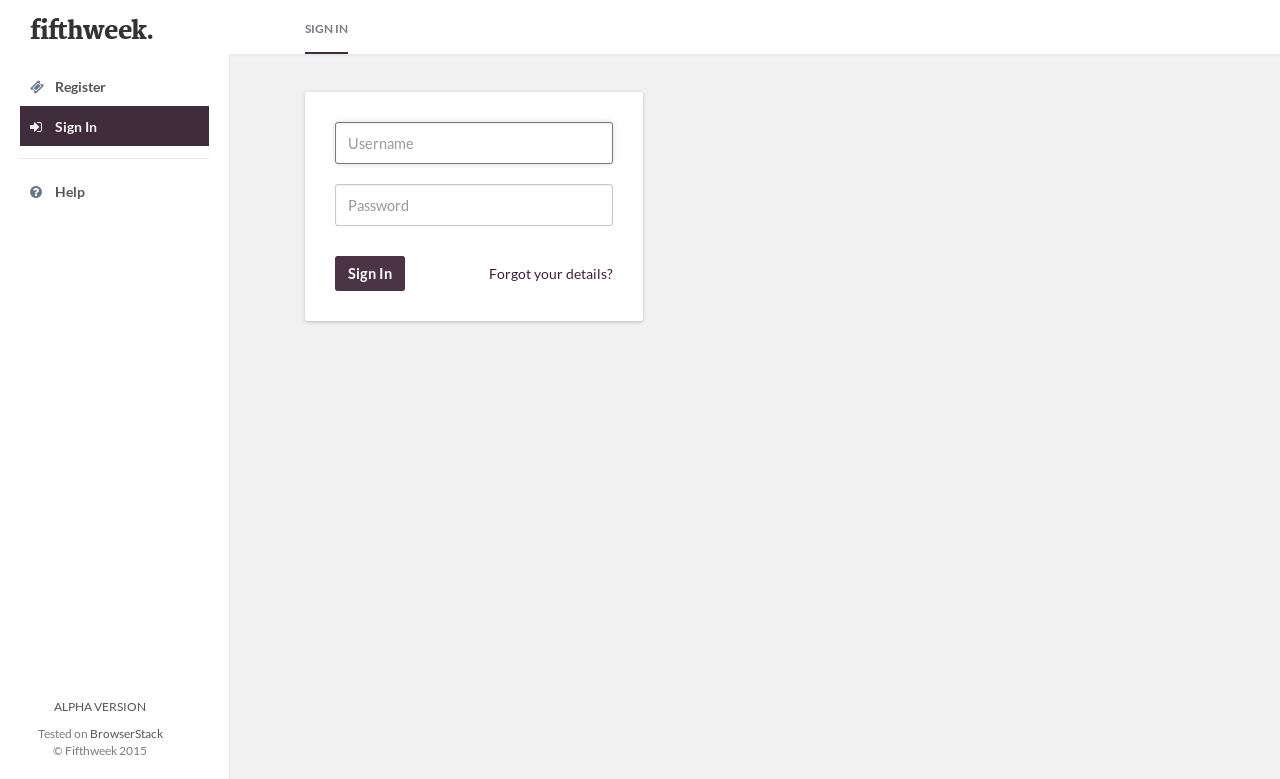 fifthweek.
Register
Sign In
Help
ALPHA VERSION
Tested on BrowserStack
© Fifthweek 2015
SIGN IN
Username
Password
Sign In
Forgot your details?